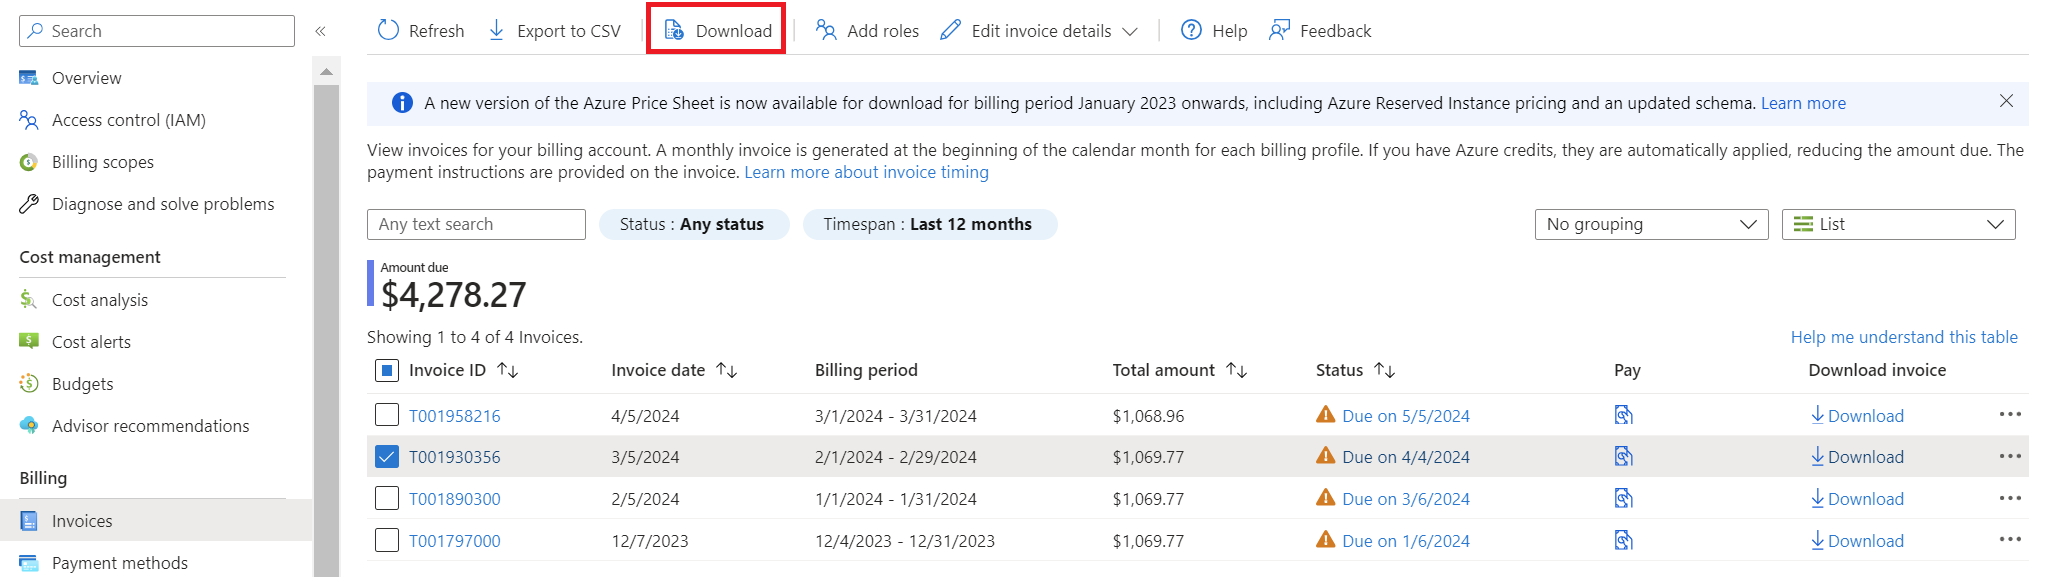 Search
«
Overview
Access control (IAM)
Billing scopes
Diagnose and solve problems
Cost management
Cost analysis
Cost alerts
Budgets
Advisor recommendations
Billing
Invoices
Payment methods
Refresh Export to CSV Download Add roles Edit invoice details Help Feedback
A new version of the Azure Price Sheet is now available for download for billing period January 2023 onwards, including Azure Reserved Instance pricing and an updated schema. Learn more
View invoices for your billing account. A monthly invoice is generated at the beginning of the calendar month for each billing profile. If you have Azure credits, they are automatically applied, reducing the amount due. The
payment instructions are provided on the invoice. Learn more about invoice timing
Any text search Status : Any status Timespan : Last 12 months No grouping List
Amount due
$4,278.27
Showing 1 to 4 of 4 Invoices. Help me understand this table
Invoice ID Invoice date Billing period Total amount Status Pay Download invoice
T001958216 4/5/2024 3/1/2024 - 3/31/2024 $1,068.96 Due on 5/5/2024 Download
T001930356 3/5/2024 2/1/2024 - 2/29/2024 $1,069.77 Due on 4/4/2024 Download
T001890300 2/5/2024 1/1/2024 - 1/31/2024 $1,069.77 Due on 3/6/2024 Download
T001797000 12/7/2023 12/4/2023 - 12/31/2023 $1,069.77 Due on 1/6/2024 Download